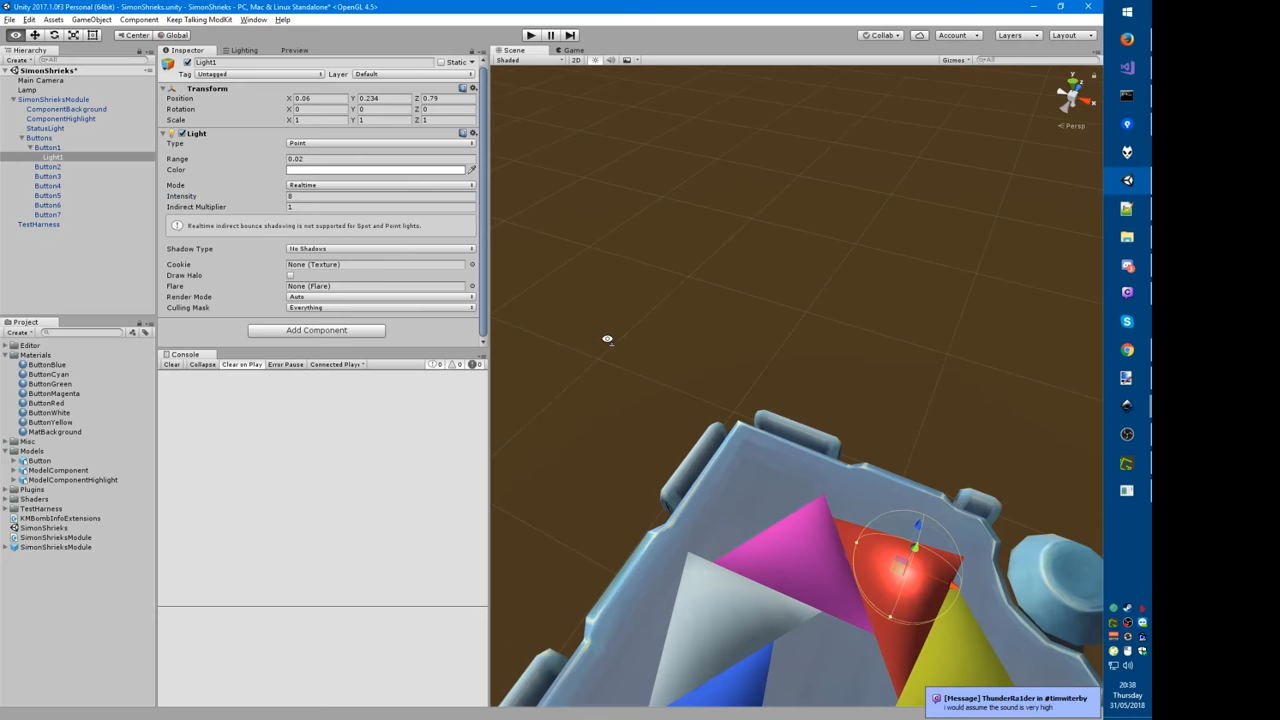 Unity 2017.1.0f3 Personal (64bit) - SimonShrieks.unity - SimonShrieks - PC, Mac & Linux Standalone* <OpenGL 4.5>
File Edit Assets GameObject Component Keep Talking ModKit Window Help
Center Global Collab Account Layers Layout
Hierarchy
Create All
SimonShrieks*
Main Camera
Lamp
SimonShrieksModule
ComponentBackground
ComponentHighlight
StatusLight
Buttons
Button1
Light1
Button2
Button3
Button4
Button5
Button6
Button7
TestHarness
Inspector Lighting Preview
Light1 Static
Tag Untagged Layer Default
Transform
Position X 0.06 Y 0.234 Z 0.79
Rotation X 0 Y 0 Z 0
Scale X 1 Y 1 Z 1
Light
Type Point
Range 0.02
Color
Mode Realtime
Intensity 8
Indirect Multiplier 1
Realtime indirect bounce shadowing is not supported for Spot and Point lights.
Shadow Type No Shadows
Cookie None (Texture)
Draw Halo
Flare None (Flare)
Render Mode Auto
Culling Mask Everything
Add Component
Scene Game
Shaded 2D Gizmos All
y
x
Persp
Project
Create
Editor
Materials
ButtonBlue
ButtonCyan
ButtonGreen
ButtonMagenta
ButtonRed
ButtonWhite
ButtonYellow
MatBackground
Misc
Models
Button
ModelComponent
ModelComponentHighlight
Plugins
Shaders
TestHarness
KMBombInfoExtensions
SimonShrieks
SimonShrieksModule
SimonShrieksModule
Console
Clear Collapse Clear on Play Error Pause Connected Player 0 0 0
[Message] ThunderRa1der in #timwiterby
i would assume the sound is very high
20:38
Thursday
31/05/2018